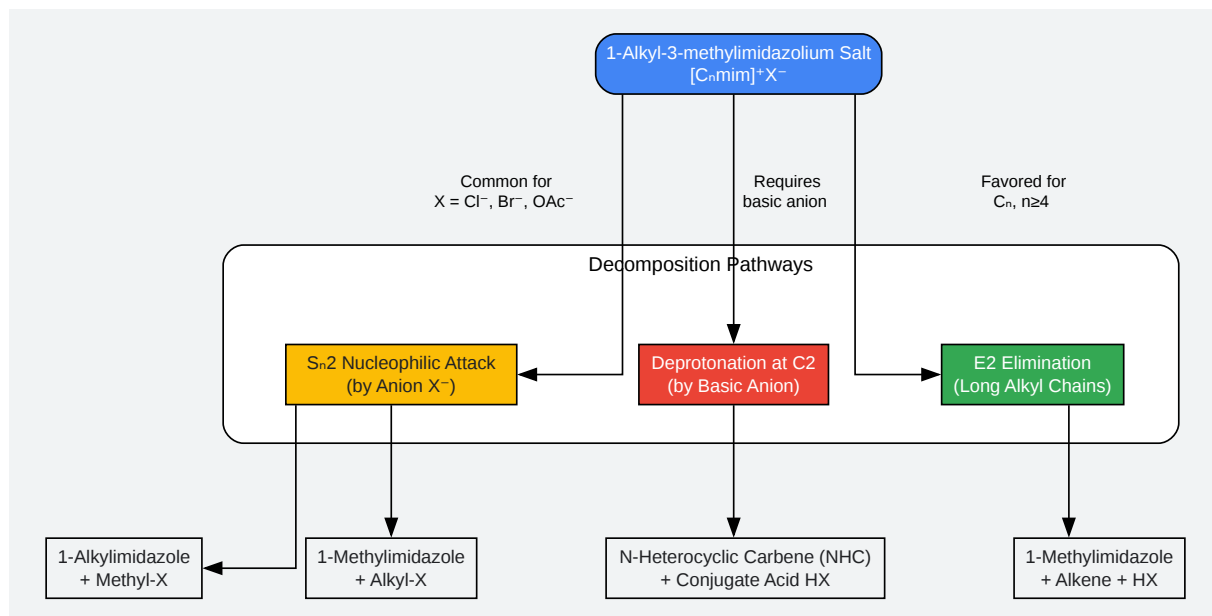 1-Alkyl-3-methylimidazolium Salt
[Cₙmim]⁺X⁻
Common for
X = Cl⁻, Br⁻, OAc⁻
Requires
basic anion
Favored for
Cₙ, n≥4
Decomposition Pathways
Sₙ2 Nucleophilic Attack
(by Anion X⁻)
Deprotonation at C2
(by Basic Anion)
E2 Elimination
(Long Alkyl Chains)
1-Alkylimidazole
+ Methyl-X
1-Methylimidazole
+ Alkyl-X
N-Heterocyclic Carbene (NHC)
+ Conjugate Acid HX
1-Methylimidazole
+ Alkene + HX